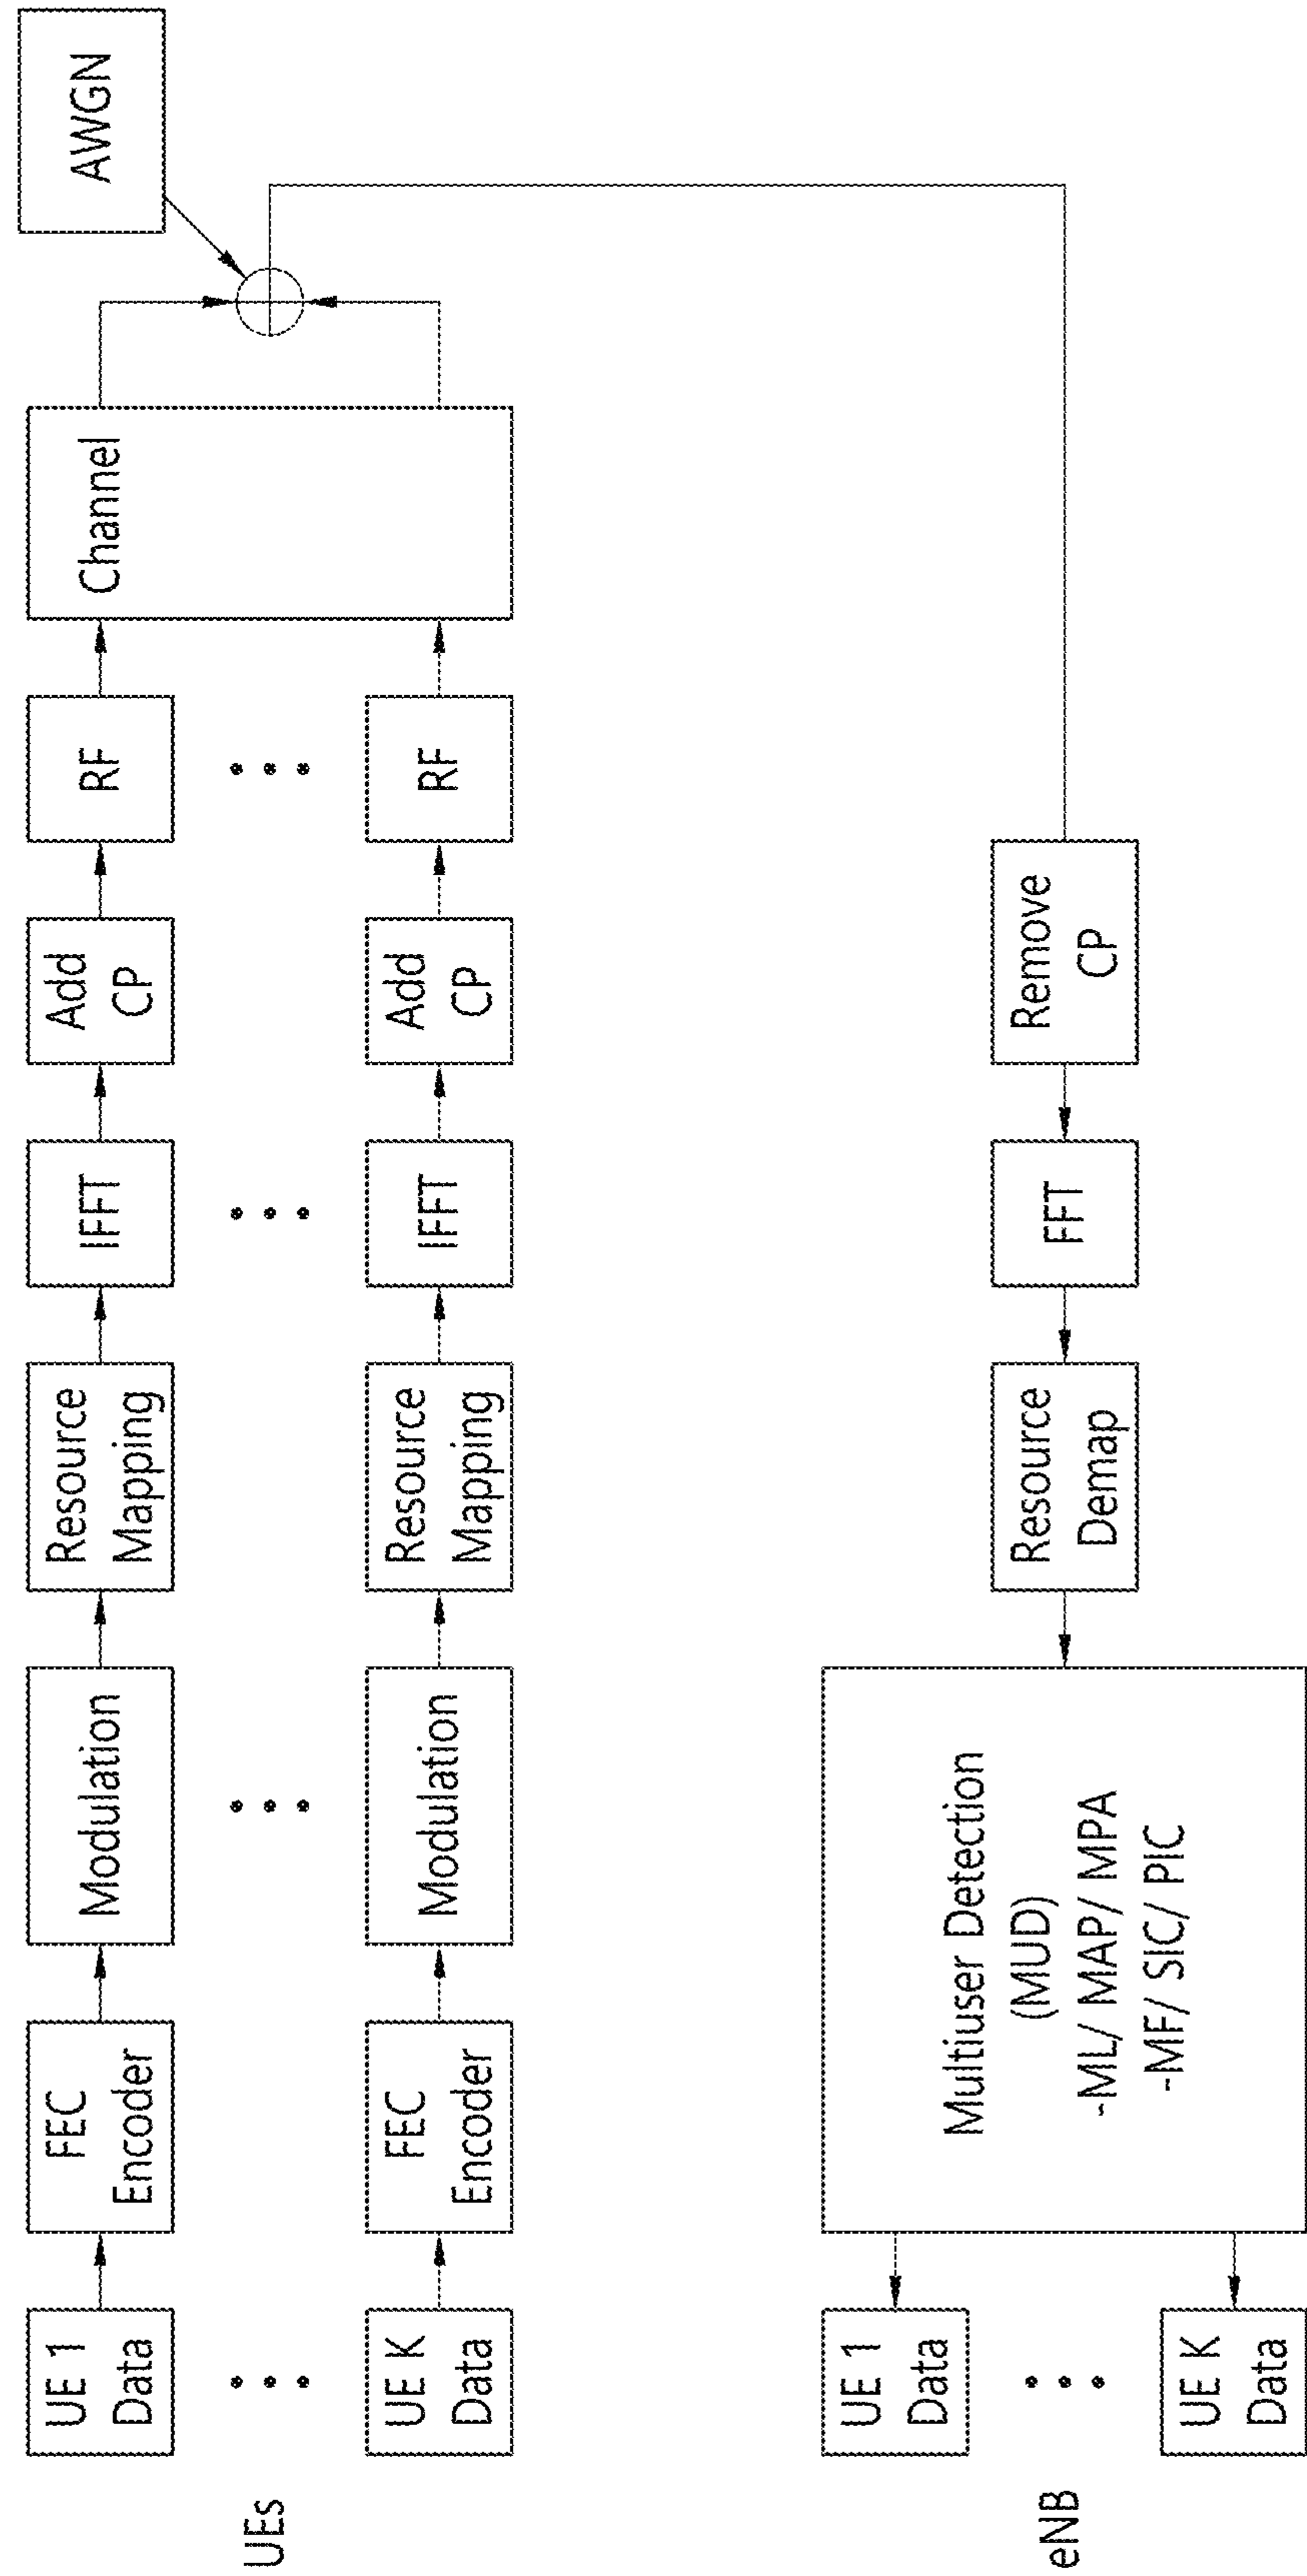 UEs
UE 1
Data
FEC
Encoder
Modulation
Resource
Mapping
IFFT
Add
CP
RF
Channel
AWGN
UE K
Data
FEC
Encoder
Modulation
Resource
Mapping
IFFT
Add
CP
RF
eNB
UE 1
Data
UE K
Data
Multiuser Detection
(MUD)
-ML/ MAP/ MPA
-MF/ SIC/ PIC
Resource
Demap
FFT
Remove
CP